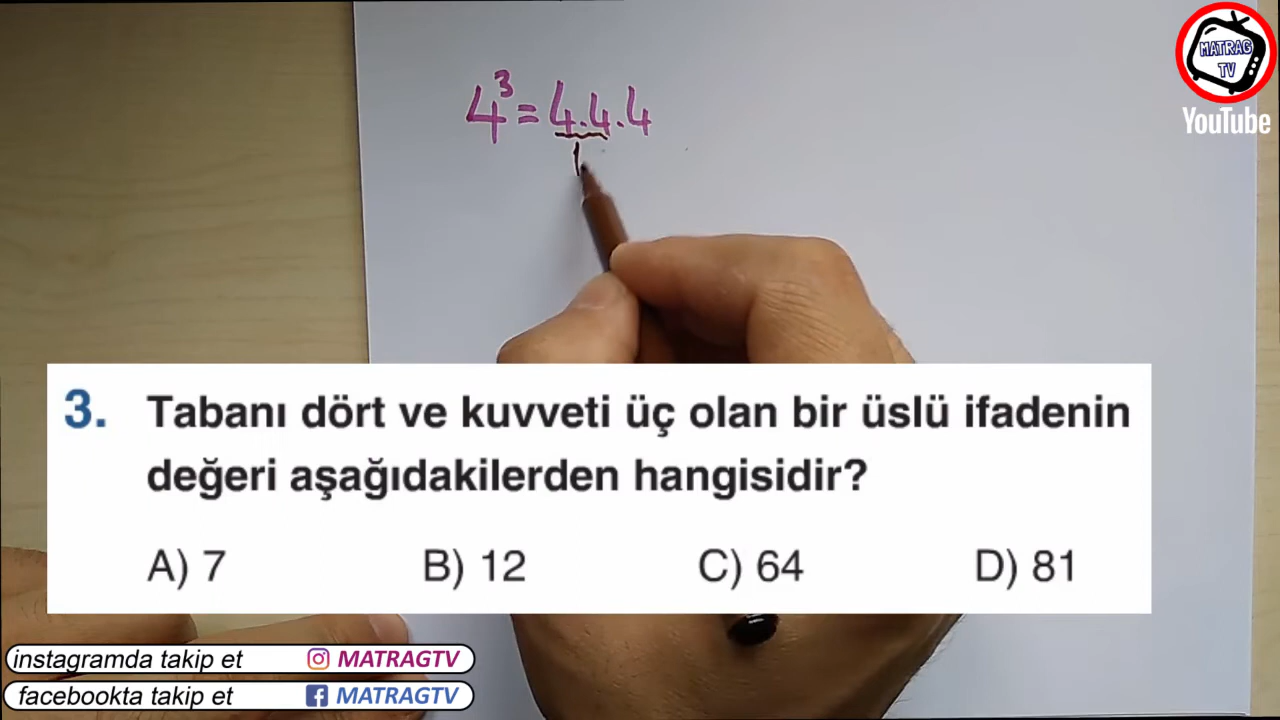 MATRAG
TV
YouTube
4³ = 4.4.4
1
3. Tabanı dört ve kuvveti üç olan bir üslü ifadenin
değeri aşağıdakilerden hangisidir?
A) 7 B) 12 C) 64 D) 81
instagramda takip et MATRAGTV
facebookta takip et MATRAGTV